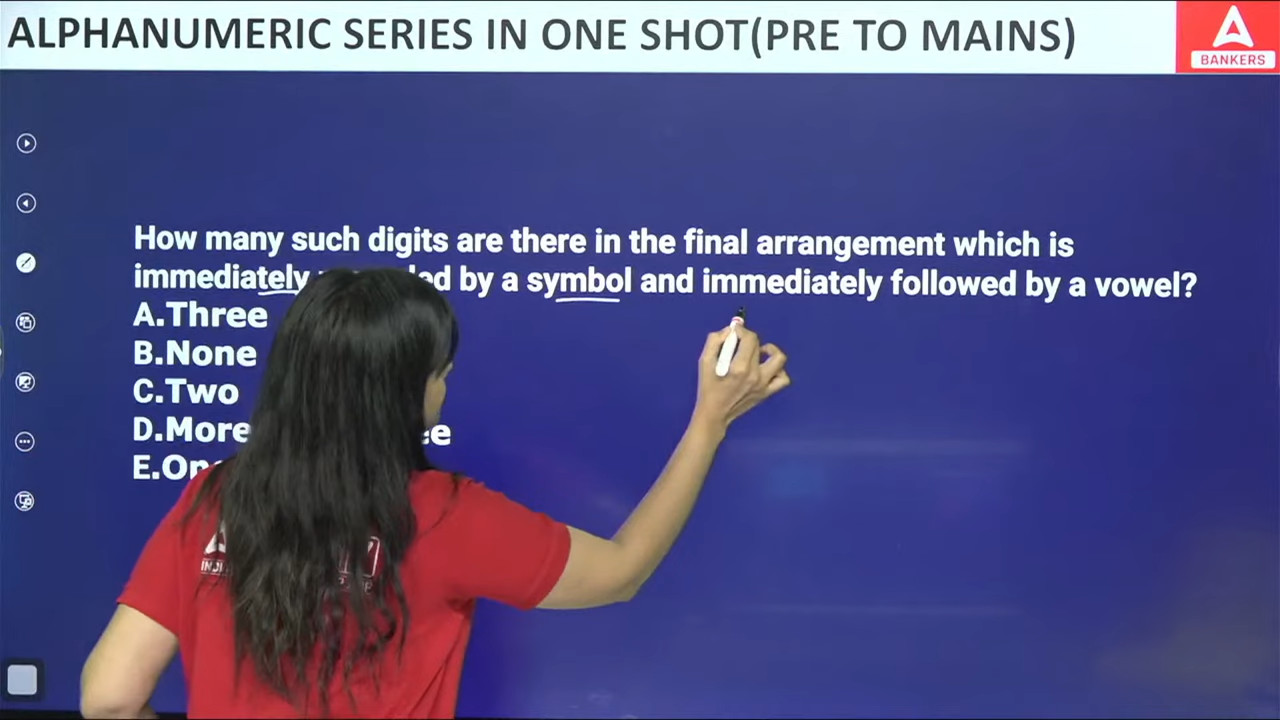 ALPHANUMERIC SERIES IN ONE SHOT(PRE TO MAINS)
A
BANKERS
How many such digits are there in the final arrangement which is
immediately by a symbol and immediately followed by a vowel?
A.Three
B.None
C.Two
D.More
E.